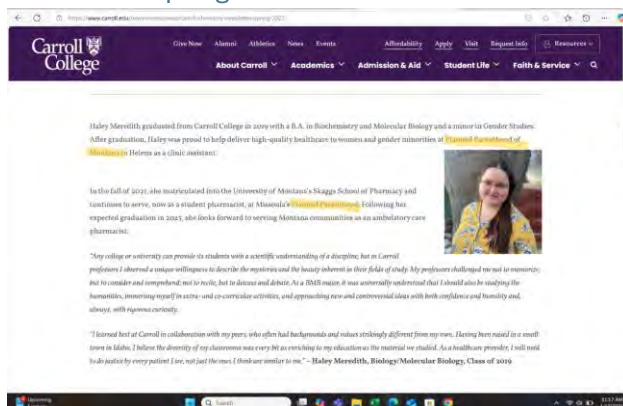 https://www.carroll.edu/
Carroll
College
Give Now Alumni Athletics News Events Affordability Apply Visit Request Info Resources
About Carroll Academics Admission & Aid Student Life Faith & Service
Haley Meredith graduated from Carroll College in 2019 with a B.A. in Biochemistry and Molecular Biology and a minor in Gender Studies.
After graduation, Haley was proud to help deliver high-quality healthcare to women and gender minorities at Planned Parenthood of
Montana in Helena as a clinic assistant.
In the fall of 2021, she matriculated into the University of Montana's Skaggs School of Pharmacy and
continues to serve, now as a student pharmacist, at Missoula's Planned Parenthood. Following her
expected graduation in 2025, she looks forward to serving Montana communities as an ambulatory care
pharmacist.
"Any college or university can provide its students with a scientific understanding of a discipline, but in Carroll
professors I observed a unique willingness to describe the mysteries and the beauty inherent in their fields of study. My professors challenged me not to memorize,
but to consider and comprehend; not to recite, but to discuss and debate. As a BMB major, it was universally understood that I should also be studying the
humanities, immersing myself in extra- and co-curricular activities, and approaching new and controversial ideas with both confidence and humility and,
always, with rigorous curiosity.
"I learned best at Carroll in collaboration with my peers, who often had backgrounds and values strikingly different from my own. Having been raised in a small
town in Idaho, I believe the diversity of my classrooms was every bit as enriching to my education as the material we studied. As a healthcare provider, I will need
to do justice by every patient I see, not just the ones I think are similar to me." – Haley Meredith, Biology/Molecular Biology, Class of 2019
Upcoming
Search
11:17 AM